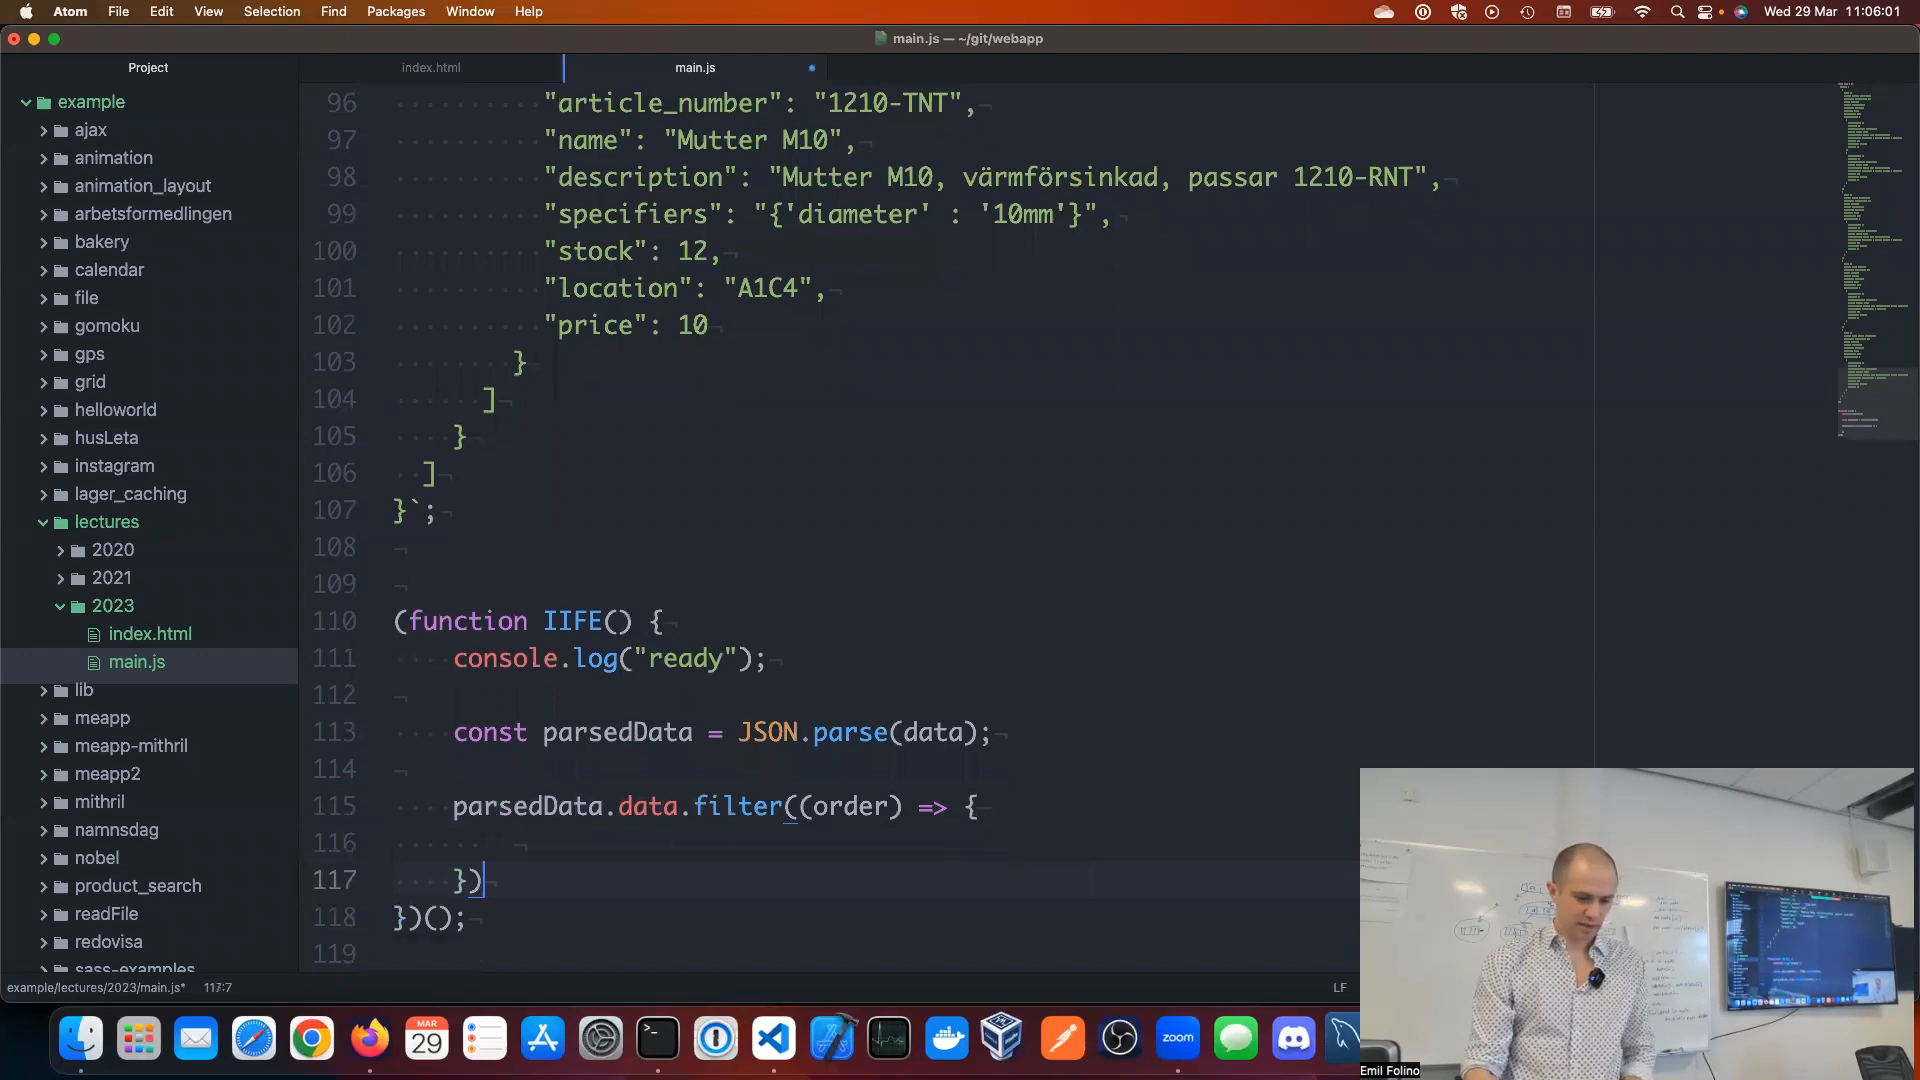 Atom File Edit View Selection Find Packages Window Help Wed 29 Mar 11:06:01
main.js — ~/git/webapp
Project index.html main.js
example
ajax
animation
animation_layout
arbetsformedlingen
bakery
calendar
file
gomoku
gps
grid
helloworld
husLeta
instagram
lager_caching
lectures
2020
2021
2023
index.html
main.js
lib
meapp
meapp-mithril
meapp2
mithril
namnsdag
nobel
product_search
readFile
redovisa
sass-examples
96 "article_number": "1210-TNT",
97 "name": "Mutter M10",
98 "description": "Mutter M10, värmförsinkad, passar 1210-RNT",
99 "specifiers": "{'diameter' : '10mm'}",
100 "stock": 12,
101 "location": "A1C4",
102 "price": 10
103 }
104 ]
105 }
106 ]
107 }`;
108
109
110 (function IIFE() {
111 console.log("ready");
112
113 const parsedData = JSON.parse(data);
114
115 parsedData.data.filter((order) => {
116
117 })
118 })();
119
example/lectures/2023/main.js* 117:7 LF
MAR
29
zoom
Emil Folino